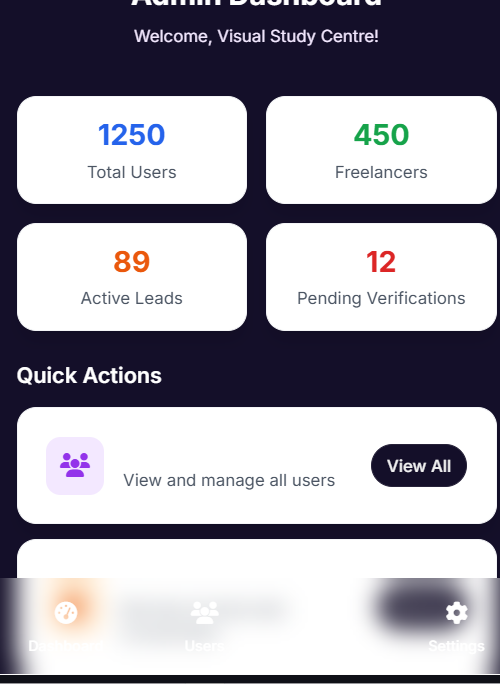 Admin Dashboard
Welcome, Visual Study Centre!
1250
Total Users
450
Freelancers
89
Active Leads
12
Pending Verifications
Quick Actions
View and manage all users
View All
Dashboard
Users
Settings